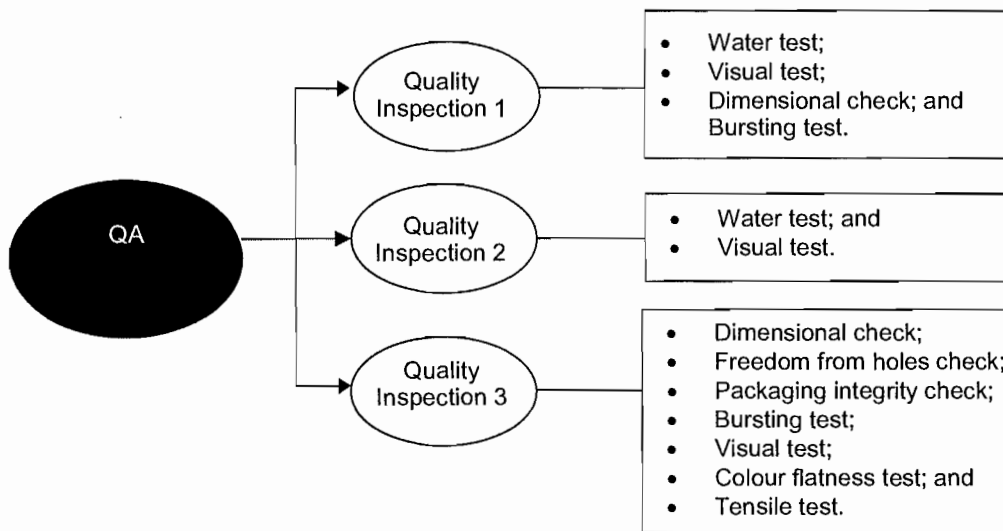 QA
Quality
Inspection 1
• Water test;
• Visual test;
• Dimensional check; and
Bursting test.
Quality
Inspection 2
• Water test; and
• Visual test.
Quality
Inspection 3
• Dimensional check;
• Freedom from holes check;
• Packaging integrity check;
• Bursting test;
• Visual test;
• Colour flatness test; and
• Tensile test.